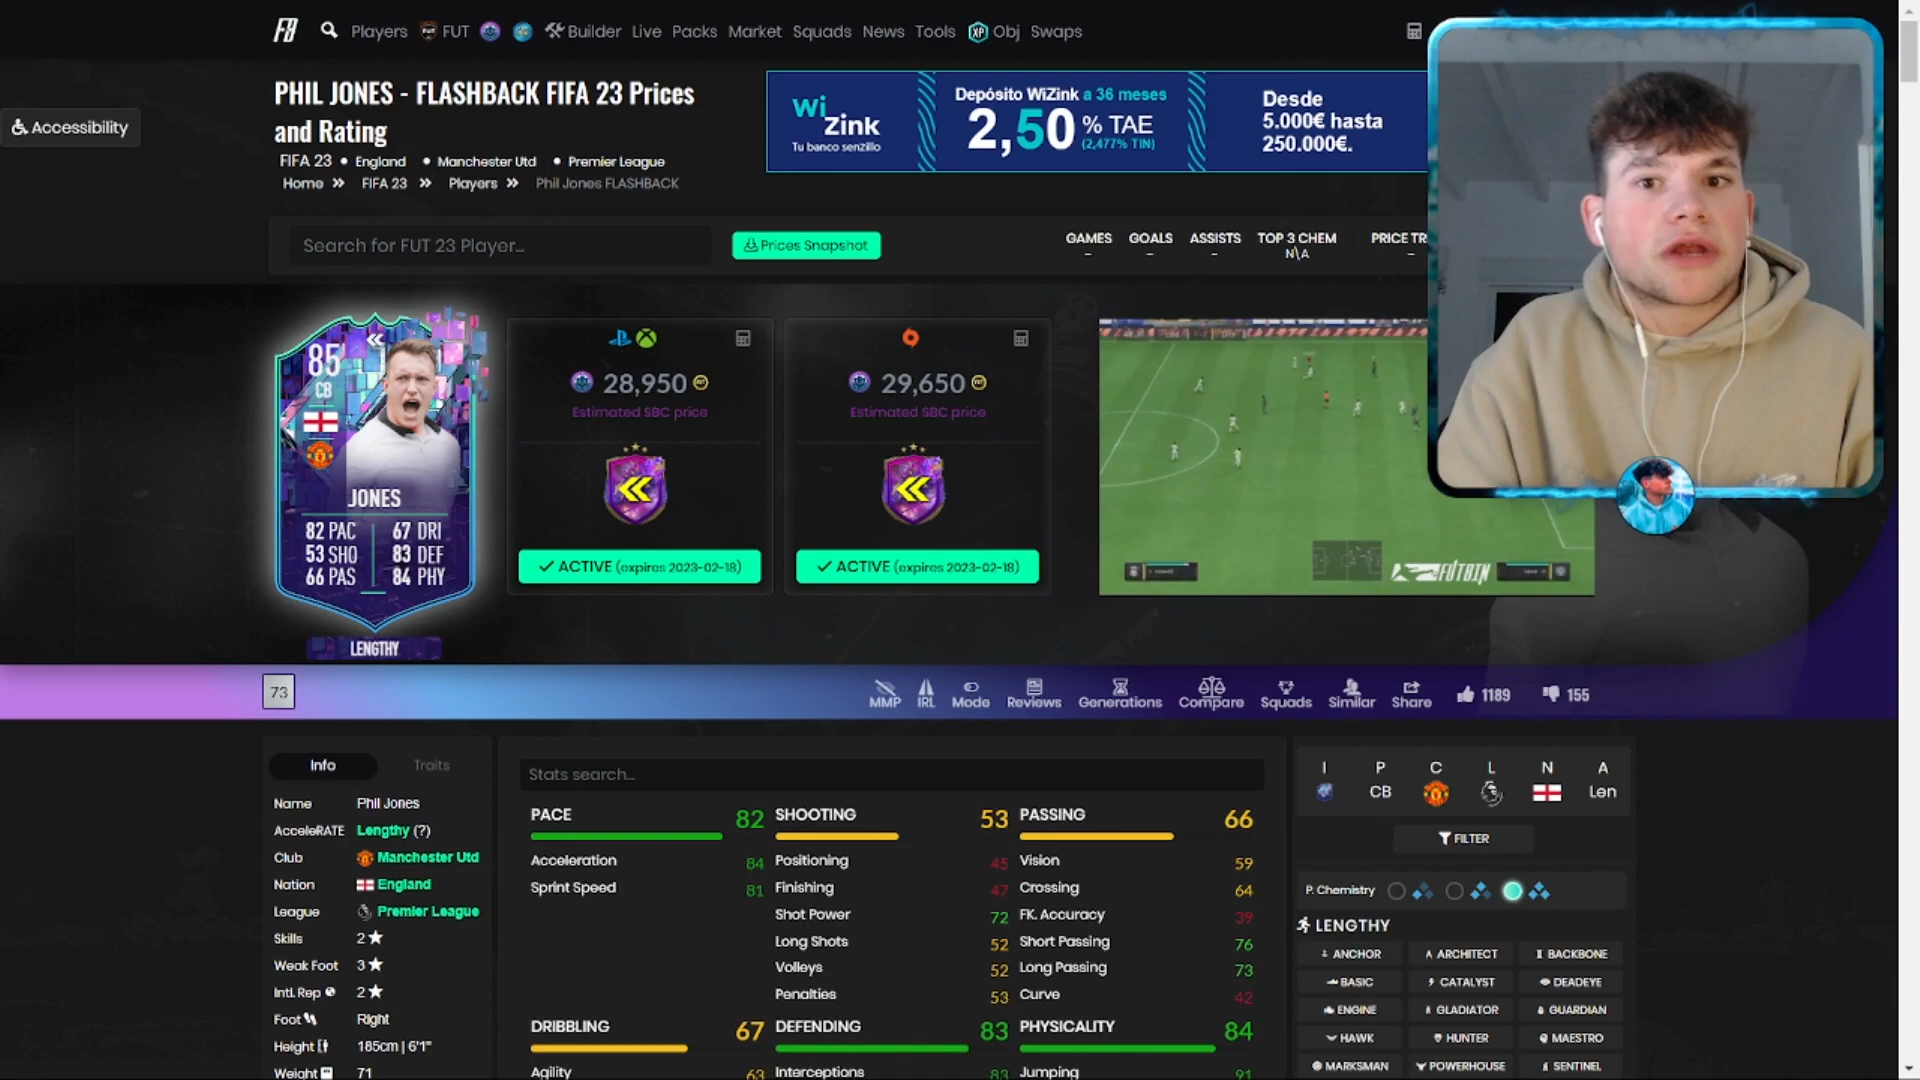 Players FUT Builder Live Packs Market Squads News Tools XP Obj Swaps
Accessibility
PHIL JONES - FLASHBACK FIFA 23 Prices
and Rating
FIFA 23 • England • Manchester Utd • Premier League
Home » FIFA 23 » Players » Phil Jones FLASHBACK
WiZink
Tu banco senzillo
Depósito WiZink a 36 meses
2,50 % TAE
(2,477% TIN)
Desde
5.000€ hasta
250.000€.
Search for FUT 23 Player...
Prices Snapshot
GAMES GOALS ASSISTS TOP 3 CHEM PRICE TR
- - - N\A -
85
CB
JONES
82 PAC 67 DRI
53 SHO 83 DEF
66 PAS 84 PHY
LENGTHY
28,950
Estimated SBC price
ACTIVE (expires 2023-02-18)
29,650
Estimated SBC price
ACTIVE (expires 2023-02-18)
FUTBIN
73
MMP IRL Mode Reviews Generations Compare Squads Similar Share 1189 155
Info Traits
Name Phil Jones
AcceleRATE Lengthy (?)
Club Manchester Utd
Nation England
League Premier League
Skills 2
Weak Foot 3
Intl. Rep 2
Foot Right
Height 185cm | 6'1"
Weight 71
Stats search...
PACE 82
Acceleration 84
Sprint Speed 81
SHOOTING 53
Positioning 45
Finishing 47
Shot Power 72
Long Shots 52
Volleys 52
Penalties 53
PASSING 66
Vision 59
Crossing 64
FK. Accuracy 39
Short Passing 76
Long Passing 73
Curve 42
DRIBBLING 67
Agility 63
DEFENDING 83
Interceptions 83
PHYSICALITY 84
Jumping 91
I P C L N A
CB Len
FILTER
P. Chemistry
LENGTHY
ANCHOR ARCHITECT BACKBONE
BASIC CATALYST DEADEYE
ENGINE GLADIATOR GUARDIAN
HAWK HUNTER MAESTRO
MARKSMAN POWERHOUSE SENTINEL